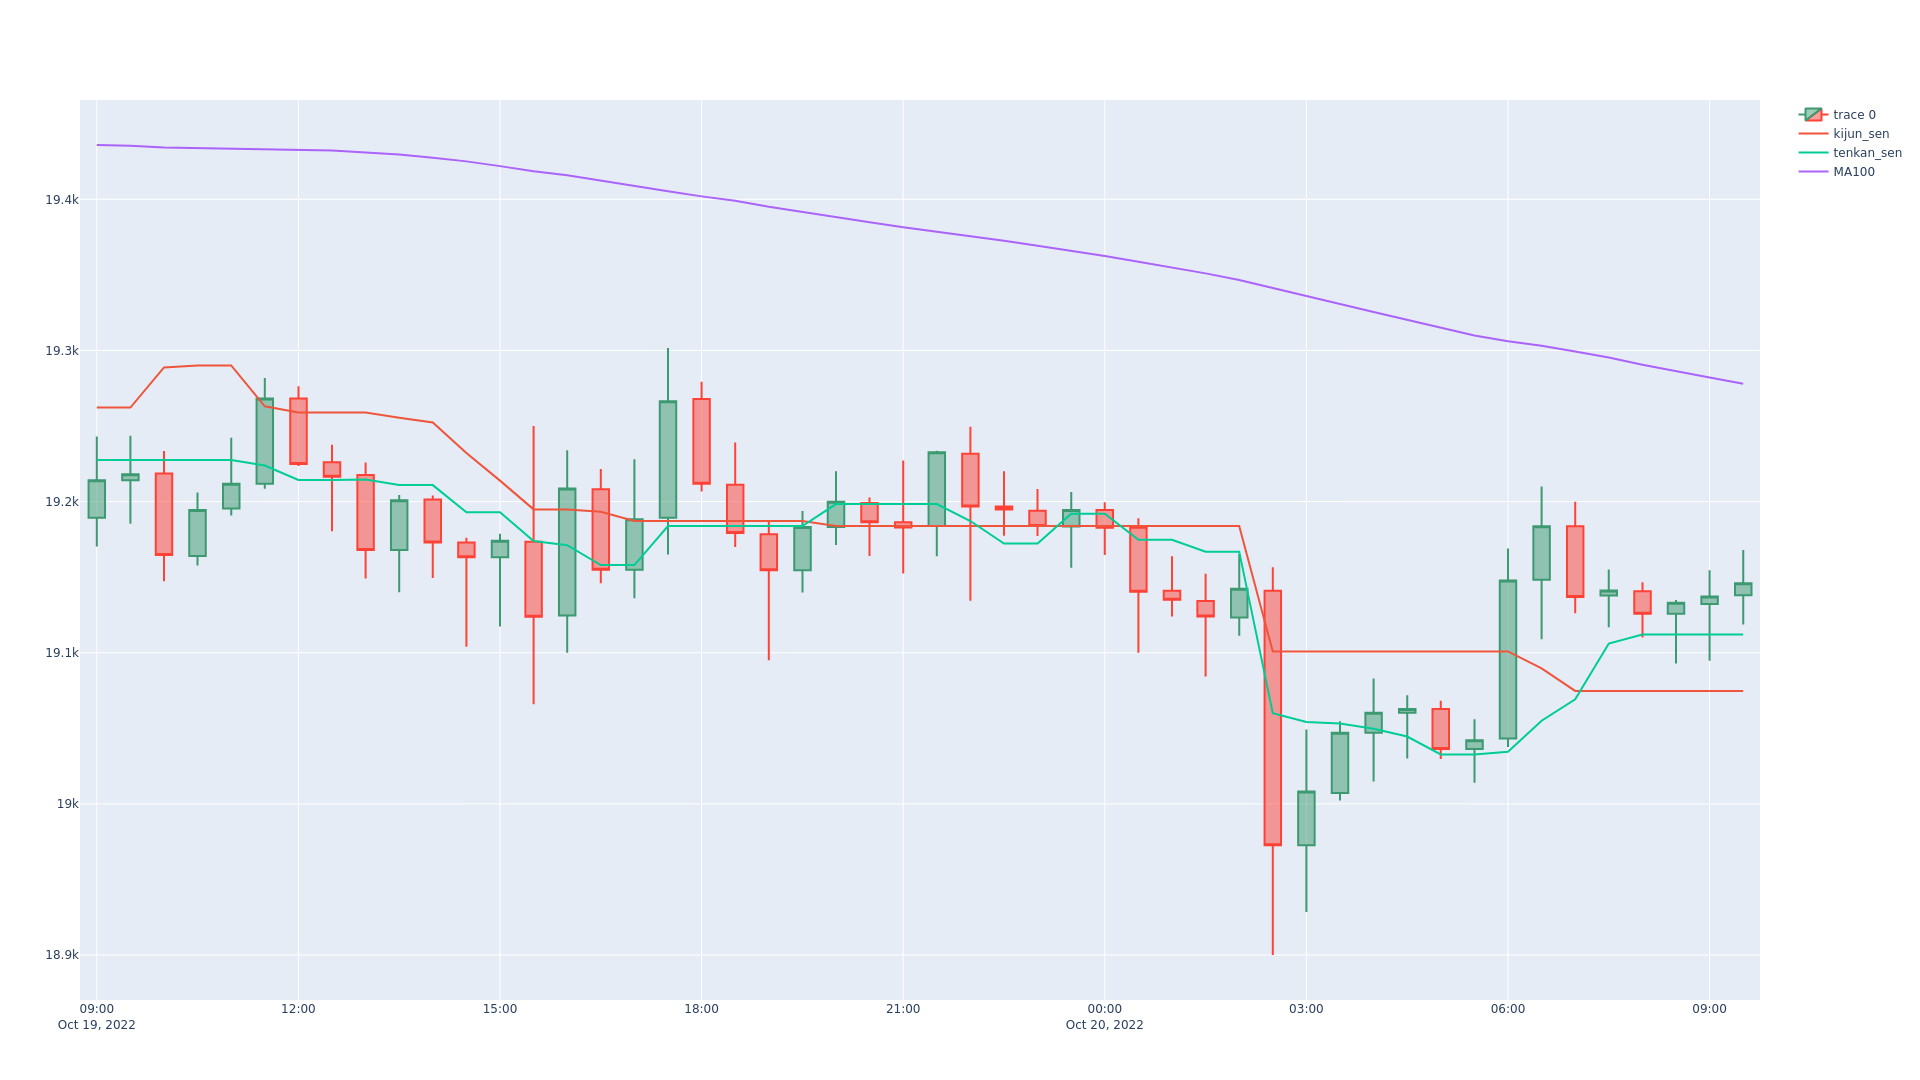 trace 0
kijun_sen
tenkan_sen
MA100
19.4k
19.3k
19.2k
19.1k
19k
18.9k
09:00 12:00 15:00 18:00 21:00 00:00 03:00 06:00 09:00
Oct 19, 2022 Oct 20, 2022